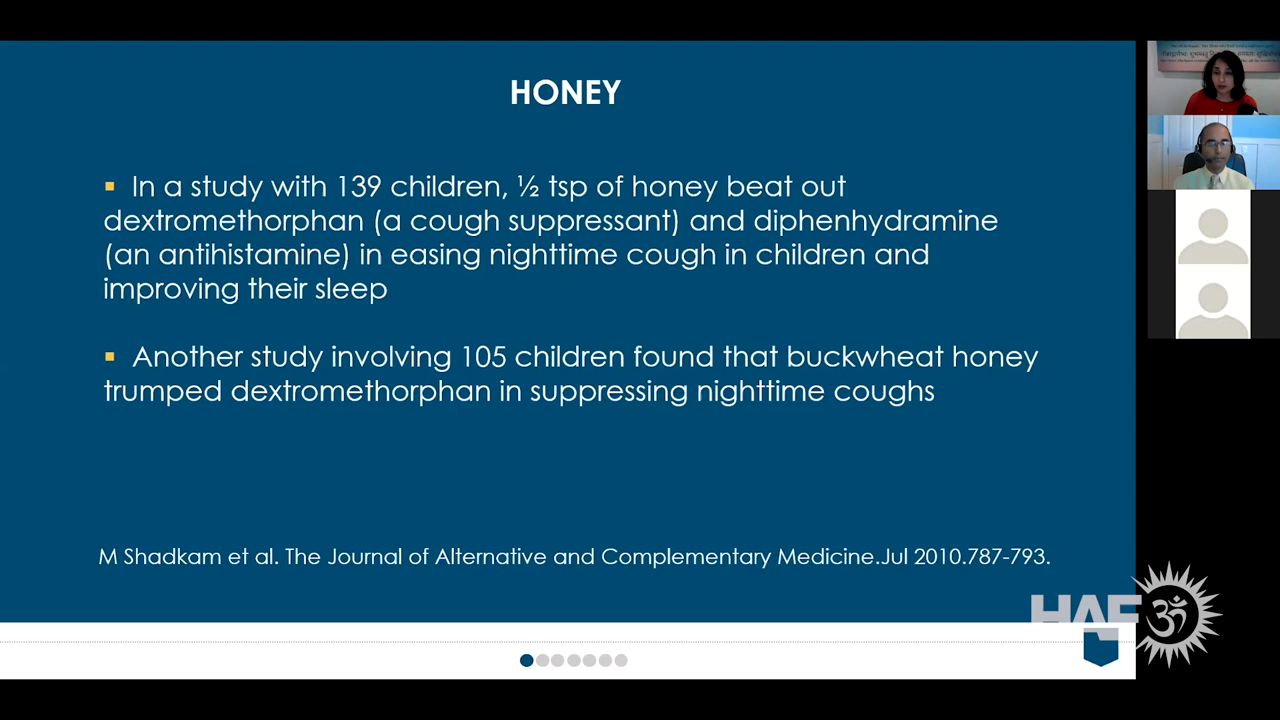 HONEY
▪ In a study with 139 children, ½ tsp of honey beat out
dextromethorphan (a cough suppressant) and diphenhydramine
(an antihistamine) in easing nighttime cough in children and
improving their sleep
▪ Another study involving 105 children found that buckwheat honey
trumped dextromethorphan in suppressing nighttime coughs
M Shadkam et al. The Journal of Alternative and Complementary Medicine.Jul 2010.787-793.
HAF
ॐ